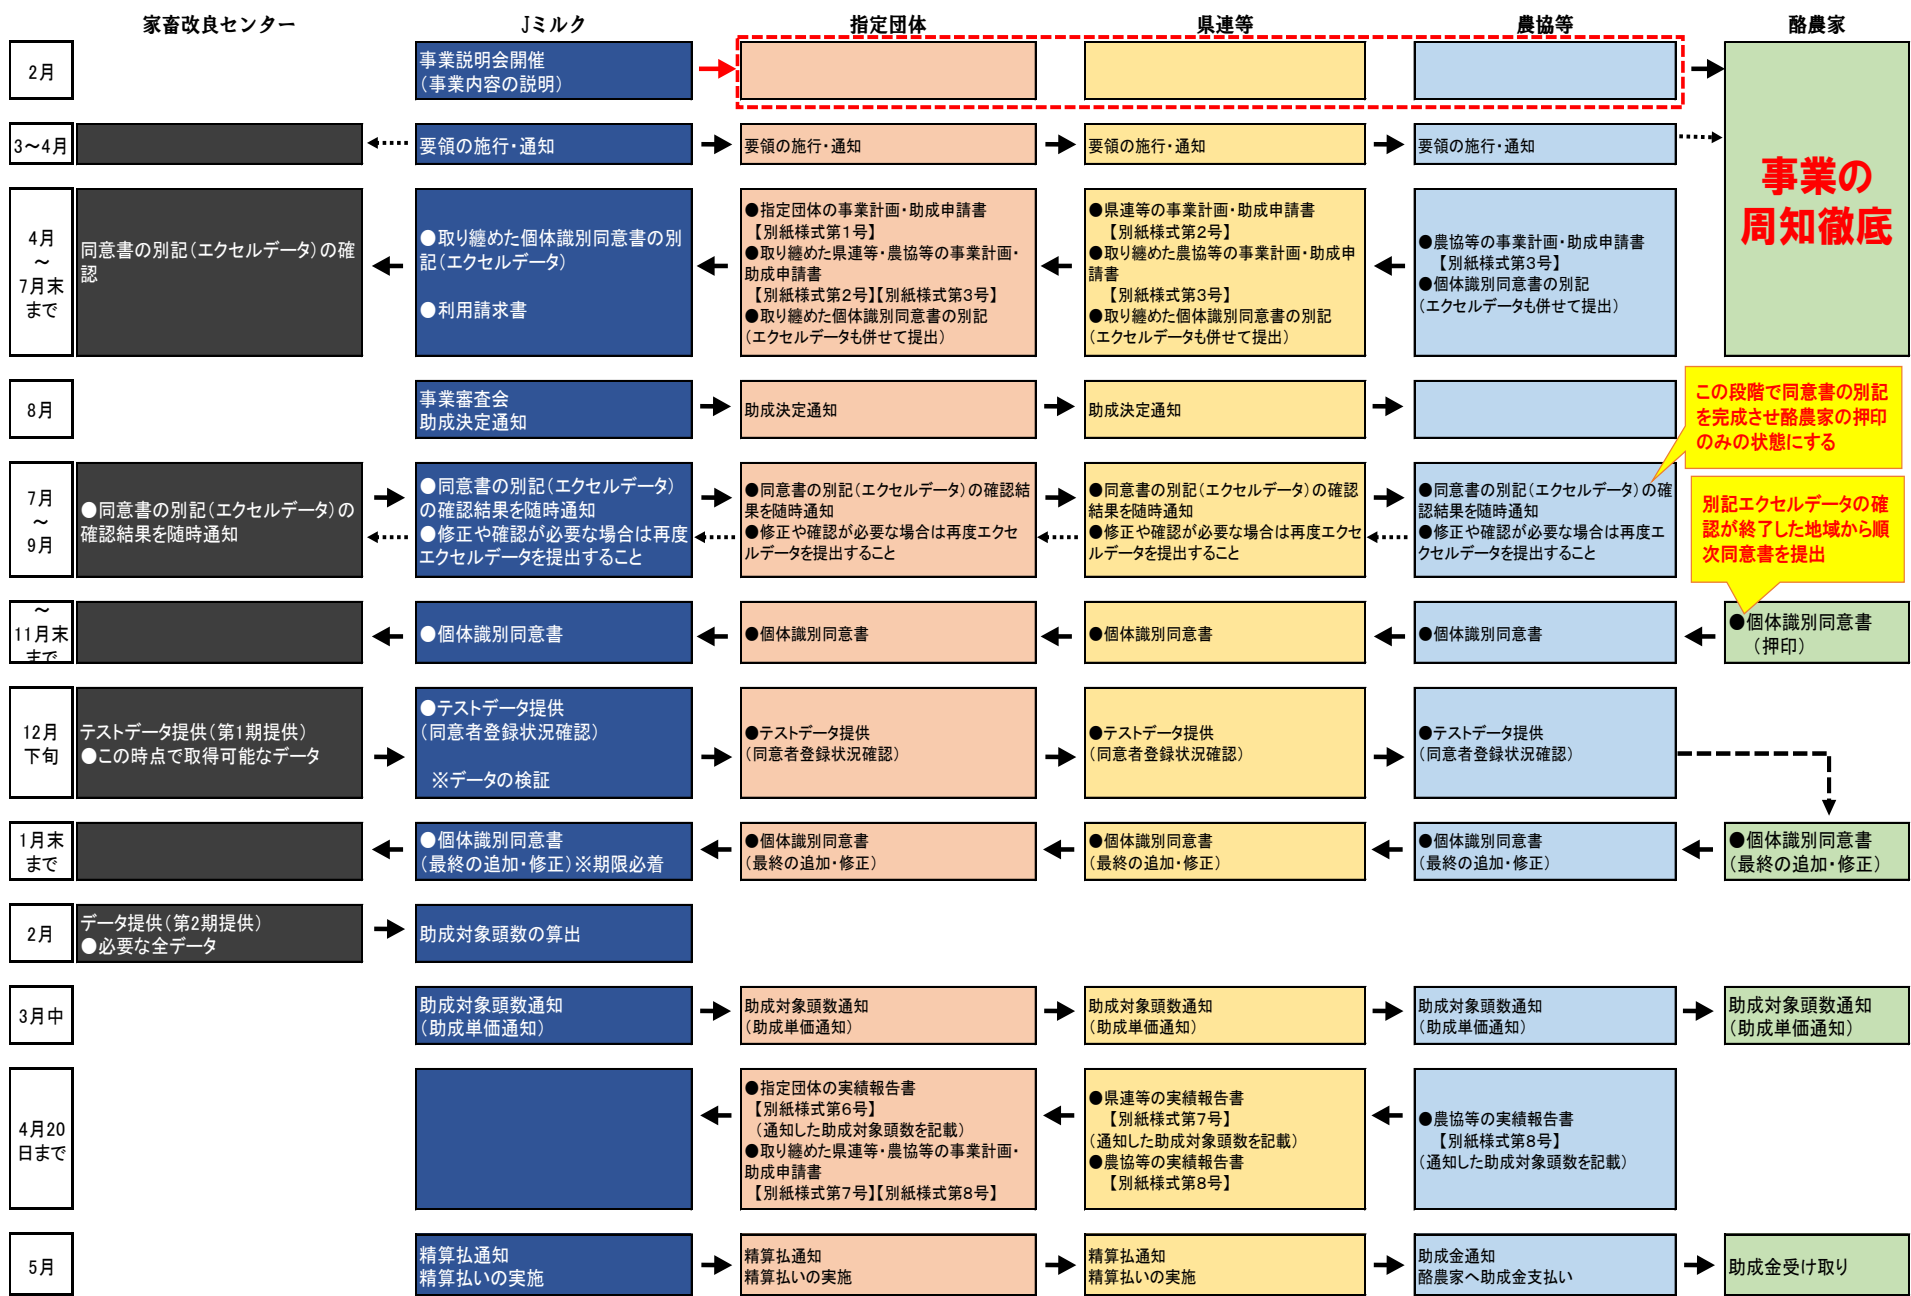 家畜改良センター
Jミルク
指定団体
県連等
農協等
酪農家
2月
事業説明会開催
（事業内容の説明）
事業の
周知徹底
3～4月
要領の施行・通知
要領の施行・通知
要領の施行・通知
要領の施行・通知
4月
～
7月末
まで
同意書の別記（エクセルデータ）の確
認
●取り纏めた個体識別同意書の別
記（エクセルデータ）
●利用請求書
●指定団体の事業計画・助成申請書
【別紙様式第1号】
●取り纏めた県連等・農協等の事業計画・
助成申請書
【別紙様式第2号】【別紙様式第3号】
●取り纏めた個体識別同意書の別記
（エクセルデータも併せて提出）
●県連等の事業計画・助成申請書
【別紙様式第2号】
●取り纏めた農協等の事業計画・助成申
請書
【別紙様式第3号】
●取り纏めた個体識別同意書の別記
（エクセルデータも併せて提出）
●農協等の事業計画・助成申請書
【別紙様式第3号】
●個体識別同意書の別記
（エクセルデータも併せて提出）
8月
事業審査会
助成決定通知
助成決定通知
助成決定通知
この段階で同意書の別記
を完成させ酪農家の押印
のみの状態にする
7月
～
9月
●同意書の別記（エクセルデータ）の
確認結果を随時通知
●同意書の別記（エクセルデータ）
の確認結果を随時通知
●修正や確認が必要な場合は再度
エクセルデータを提出すること
●同意書の別記（エクセルデータ）の確認結
果を随時通知
●修正や確認が必要な場合は再度エクセ
ルデータを提出すること
●同意書の別記（エクセルデータ）の確認
結果を随時通知
●修正や確認が必要な場合は再度エクセ
ルデータを提出すること
●同意書の別記（エクセルデータ）の確
認結果を随時通知
●修正や確認が必要な場合は再度エ
クセルデータを提出すること
別記エクセルデータの確
認が終了した地域から順
次同意書を提出
～
11月末
まで
●個体識別同意書
●個体識別同意書
●個体識別同意書
●個体識別同意書
●個体識別同意書
（押印）
12月
下旬
テストデータ提供（第1期提供）
●この時点で取得可能なデータ
●テストデータ提供
（同意者登録状況確認）
※データの検証
●テストデータ提供
（同意者登録状況確認）
●テストデータ提供
（同意者登録状況確認）
●テストデータ提供
（同意者登録状況確認）
1月末
まで
●個体識別同意書
（最終の追加・修正）※期限必着
●個体識別同意書
（最終の追加・修正）
●個体識別同意書
（最終の追加・修正）
●個体識別同意書
（最終の追加・修正）
●個体識別同意書
（最終の追加・修正）
2月
データ提供（第2期提供）
●必要な全データ
助成対象頭数の算出
3月中
助成対象頭数通知
（助成単価通知）
助成対象頭数通知
（助成単価通知）
助成対象頭数通知
（助成単価通知）
助成対象頭数通知
（助成単価通知）
助成対象頭数通知
（助成単価通知）
4月20
日まで
●指定団体の実績報告書
【別紙様式第6号】
（通知した助成対象頭数を記載）
●取り纏めた県連等・農協等の事業計画・
助成申請書
【別紙様式第7号】【別紙様式第8号】
●県連等の実績報告書
【別紙様式第7号】
（通知した助成対象頭数を記載）
●農協等の実績報告書
【別紙様式第8号】
●農協等の実績報告書
【別紙様式第8号】
（通知した助成対象頭数を記載）
5月
精算払通知
精算払いの実施
精算払通知
精算払いの実施
精算払通知
精算払いの実施
助成金通知
酪農家へ助成金支払い
助成金受け取り